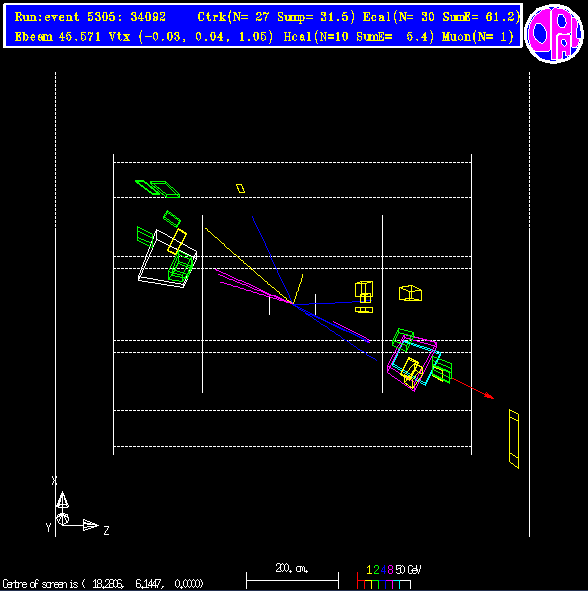 Run:event 5305: 34092 Ctrk(N= 27 Sump= 31.5) Ecal(N= 30 SumE= 61.2)
Ebeam 45.571 Vtx (-0.03, 0.04, 1.05) Hcal(N=10 SumE= 5.4) Muon(N= 1)
OPAL
X
Y
Z
200. cm.
1 2 4 8 50 GeV
Centre of screen is ( 18.2806, 6.1447, 0.0000)